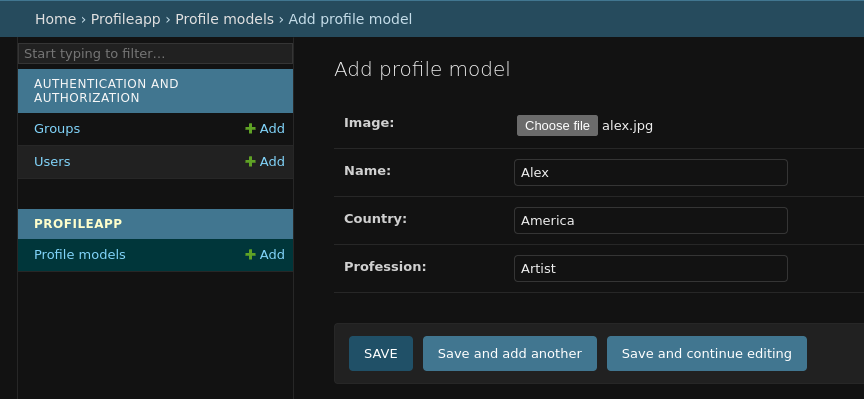 Home › Profileapp › Profile models › Add profile model
Start typing to filter...
AUTHENTICATION AND
AUTHORIZATION
Groups + Add
Users + Add
PROFILEAPP
Profile models + Add
Add profile model
Image: Choose file alex.jpg
Name: Alex
Country: America
Profession: Artist
SAVE Save and add another Save and continue editing